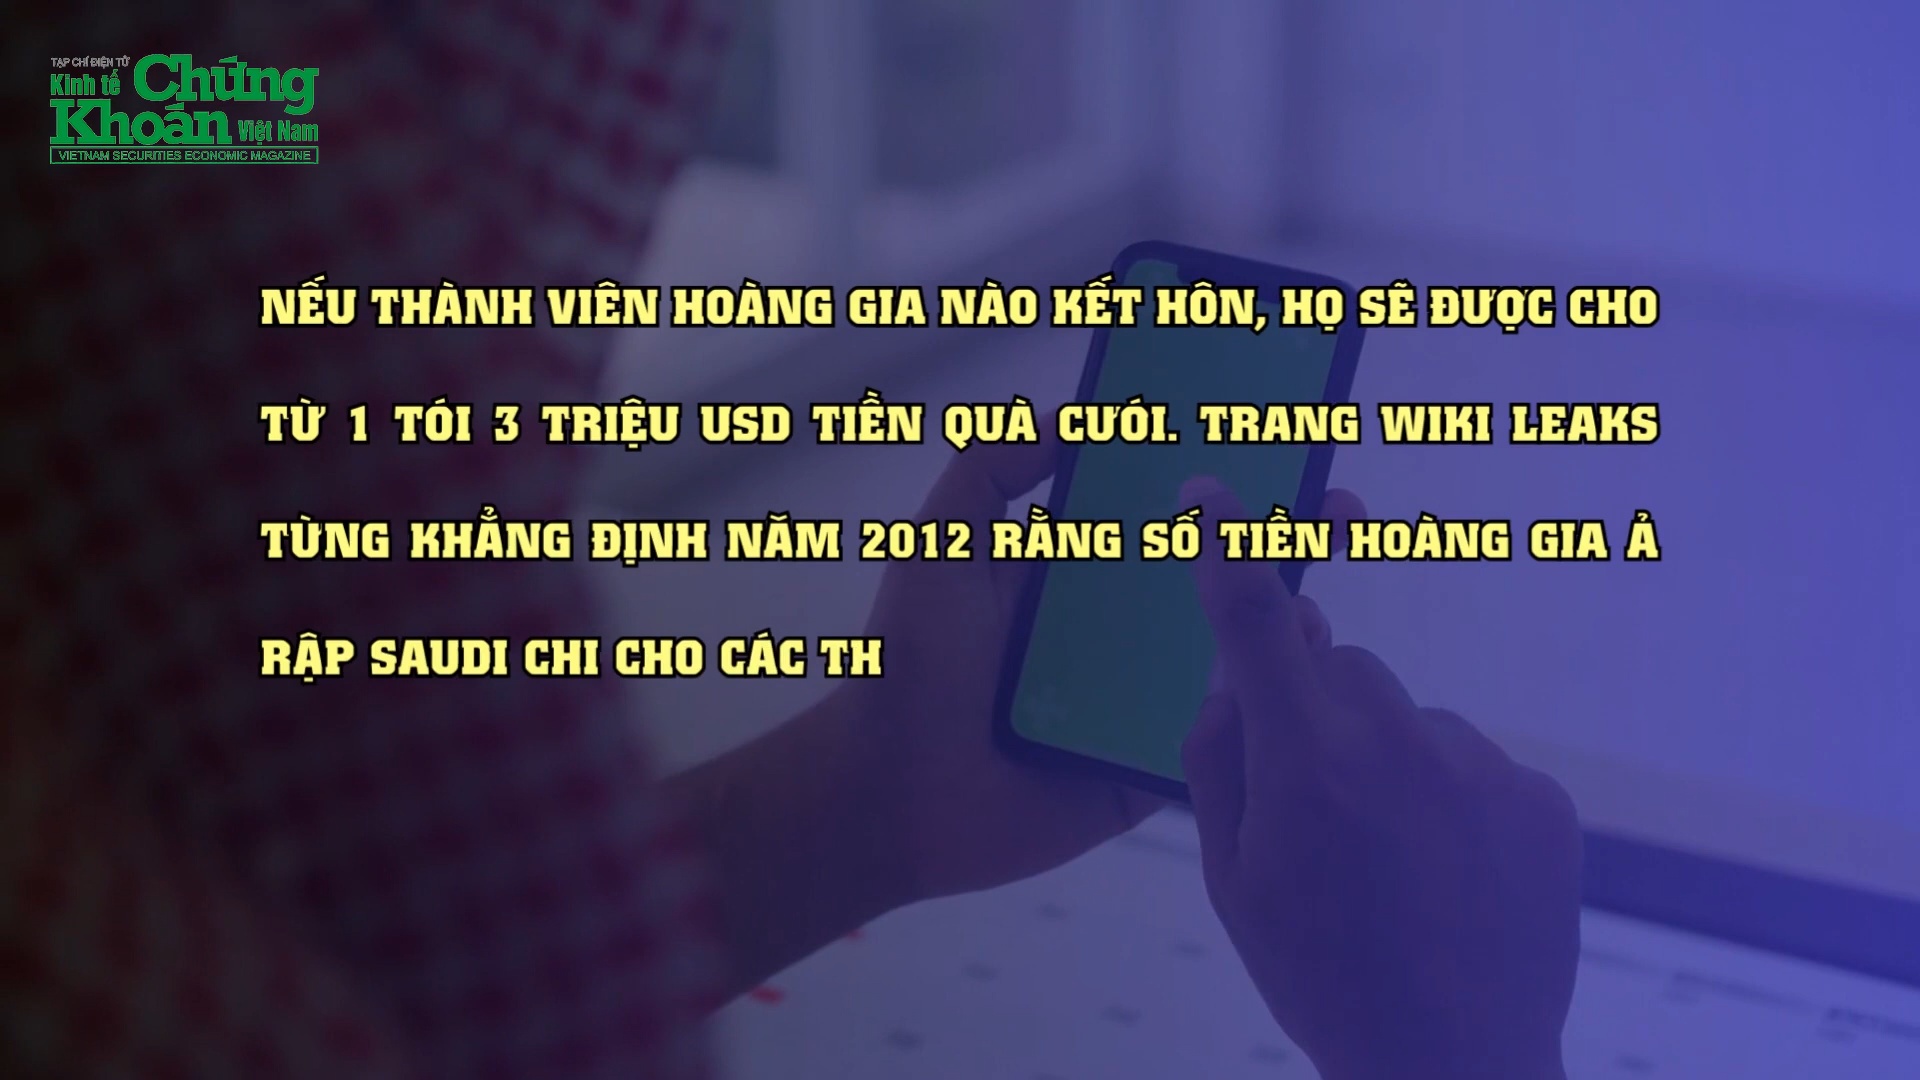 TẠP CHÍ ĐIỆN TỬ
Kinh tế Chứng
Khoán Việt Nam
VIETNAM SECURITIES ECONOMIC MAGAZINE
NẾU THÀNH VIÊN HOÀNG GIA NÀO KẾT HÔN, HỌ SẼ ĐƯỢC CHO
TỪ 1 TỚI 3 TRIỆU USD TIỀN QUÀ CƯỚI. TRANG WIKI LEAKS
TỪNG KHẲNG ĐỊNH NĂM 2012 RẰNG SỐ TIỀN HOÀNG GIA Ả
RẬP SAUDI CHI CHO CÁC TH